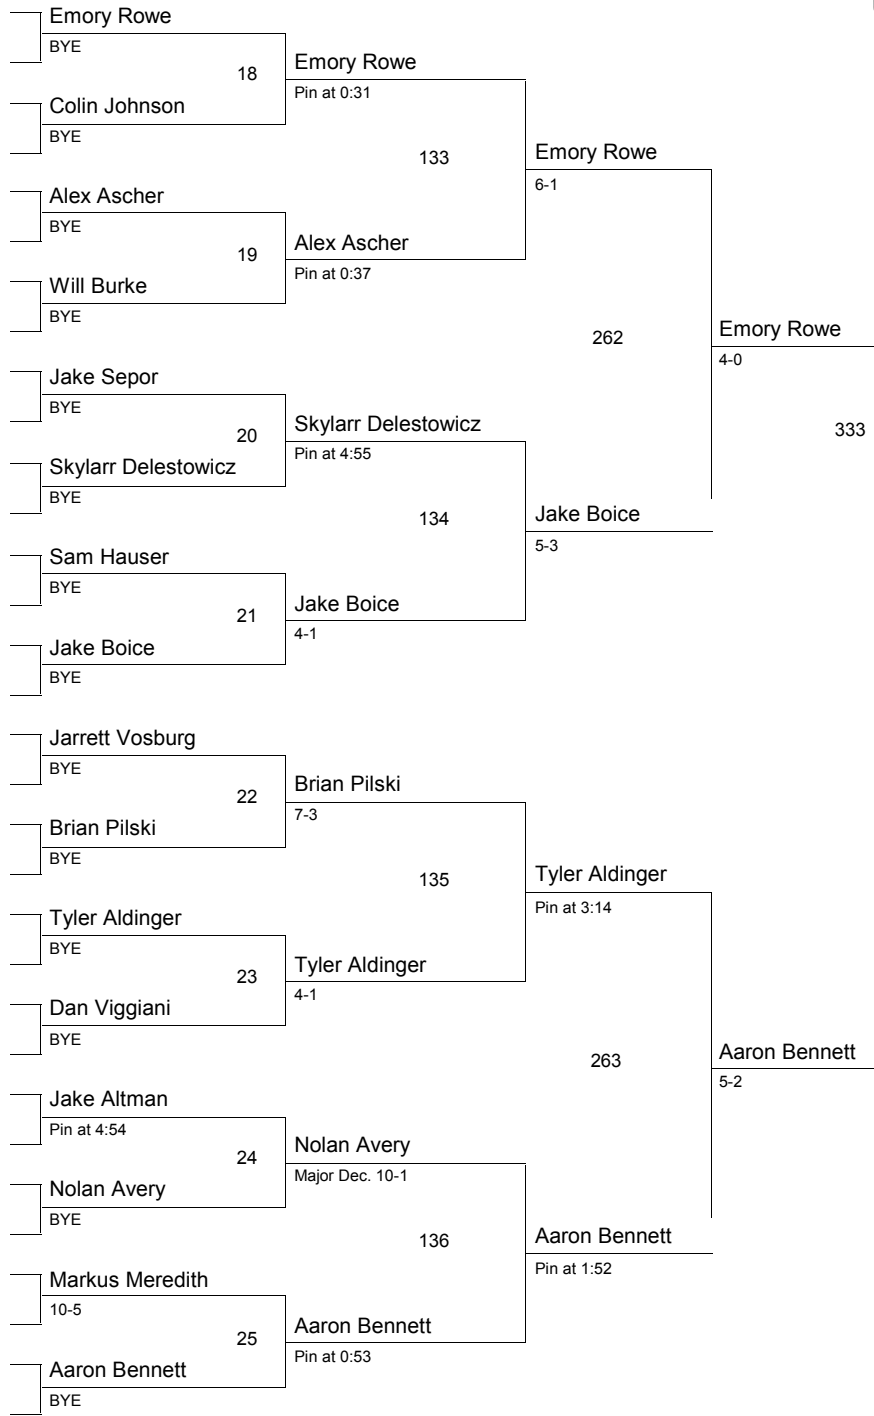 Emory Rowe
BYE
18
Emory Rowe
Pin at 0:31
Colin Johnson
BYE
133
Emory Rowe
6-1
Alex Ascher
BYE
19
Alex Ascher
Pin at 0:37
Will Burke
BYE
262
Emory Rowe
4-0
Jake Sepor
BYE
20
Skylarr Delestowicz
Pin at 4:55
333
Skylarr Delestowicz
BYE
134
Jake Boice
5-3
Sam Hauser
BYE
21
Jake Boice
4-1
Jake Boice
BYE
Jarrett Vosburg
BYE
22
Brian Pilski
7-3
Brian Pilski
BYE
135
Tyler Aldinger
Pin at 3:14
Tyler Aldinger
BYE
23
Tyler Aldinger
4-1
Dan Viggiani
BYE
263
Aaron Bennett
5-2
Jake Altman
Pin at 4:54
24
Nolan Avery
Major Dec. 10-1
Nolan Avery
BYE
136
Aaron Bennett
Pin at 1:52
Markus Meredith
10-5
25
Aaron Bennett
Pin at 0:53
Aaron Bennett
BYE